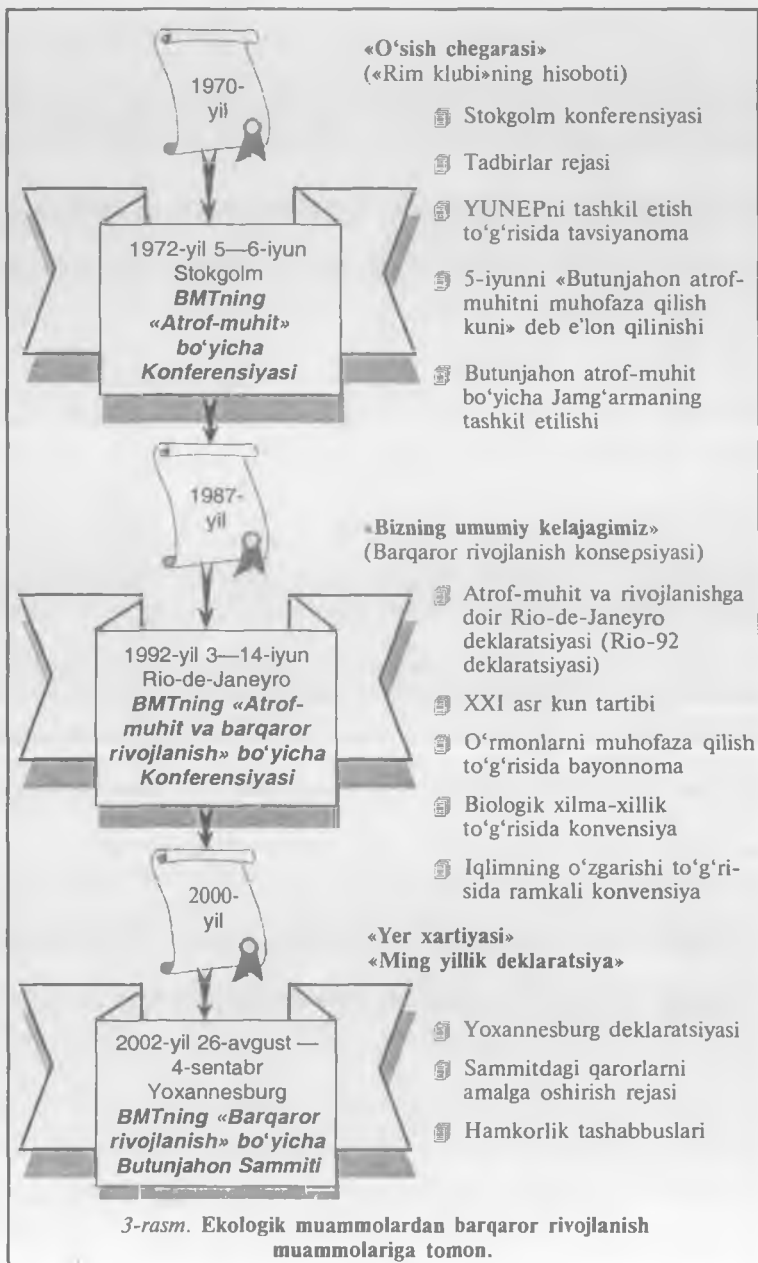 1970-
yil
«O‘sish chegarasi»
(«Rim klubi»ning hisoboti)
Stokgolm konferensiyasi
Tadbirlar rejasi
YUNEPni tashkil etish
to‘g‘risida tavsiyanoma
5-iyunni «Butunjahon atrof-
muhitni muhofaza qilish
kuni» deb e’lon qilinishi
Butunjahon atrof-muhit
bo‘yicha Jamg‘armaning
tashkil etilishi
1972-yil 5—6-iyun
Stokgolm
BMTning
«Atrof-muhit»
bo‘yicha
Konferensiyasi
1987-
yil
«Bizning umumiy kelajagimiz»
(Barqaror rivojlanish konsepsiyasi)
Atrof-muhit va rivojlanishga
doir Rio-de-Janeyro
deklaratsiyasi (Rio-92
deklaratsiyasi)
XXI asr kun tartibi
O‘rmonlarni muhofaza qilish
to‘g‘risida bayonnoma
Biologik xilma-xillik
to‘g‘risida konvensiya
Iqlimning o‘zgarishi to‘g‘ri-
sida ramkali konvensiya
1992-yil 3—14-iyun
Rio-de-Janeyro
BMTning «Atrof-
muhit va barqaror
rivojlanish» bo‘yicha
Konferensiyasi
2000-
yil
«Yer xartiyasi»
«Ming yillik deklaratsiya»
Yoxannesburg deklaratsiyasi
Sammitdagi qarorlarni
amalga oshirish rejasi
Hamkorlik tashabbuslari
2002-yil 26-avgust —
4-sentabr
Yoxannesburg
BMTning «Barqaror
rivojlanish» bo‘yicha
Butunjahon Sammiti
3-rasm. Ekologik muammolardan barqaror rivojlanish
muammolariga tomon.